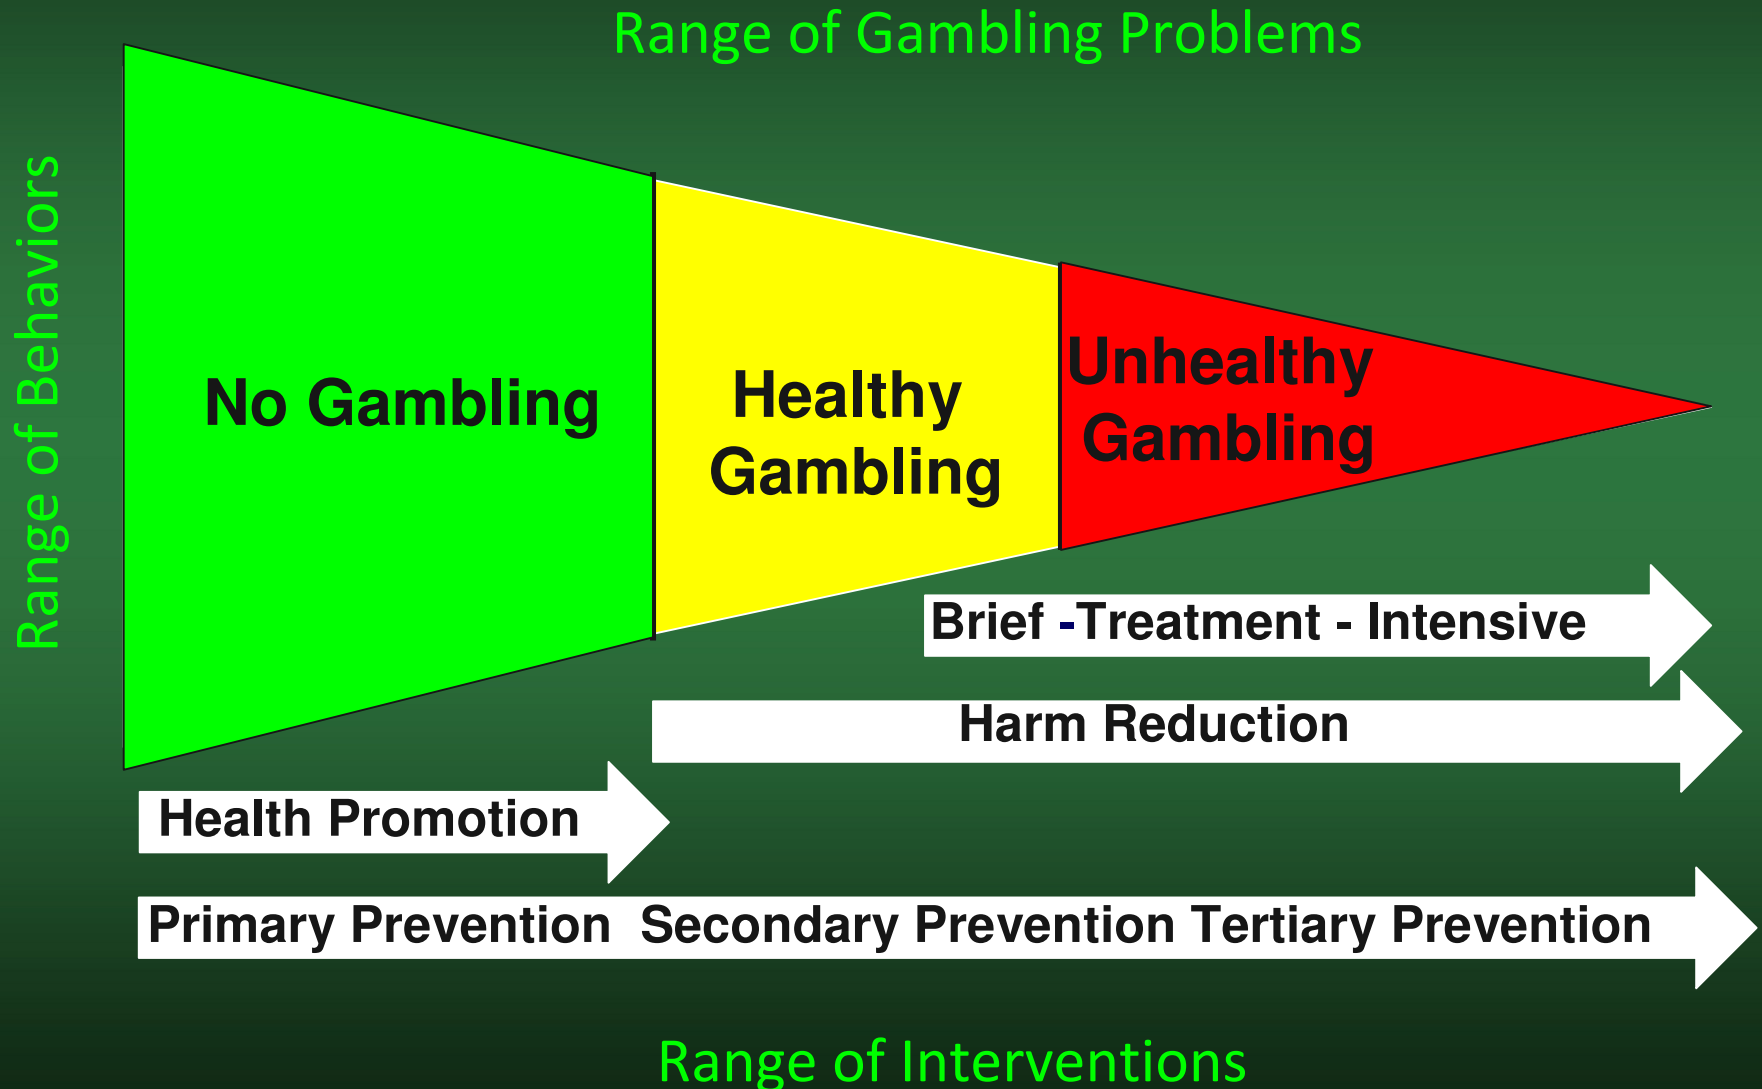 Range of Gambling Problems
Range of Behaviors
No Gambling
Healthy
Gambling
Unhealthy
Gambling
Brief -Treatment - Intensive
Harm Reduction
Health Promotion
Primary Prevention Secondary Prevention Tertiary Prevention
Range of Interventions